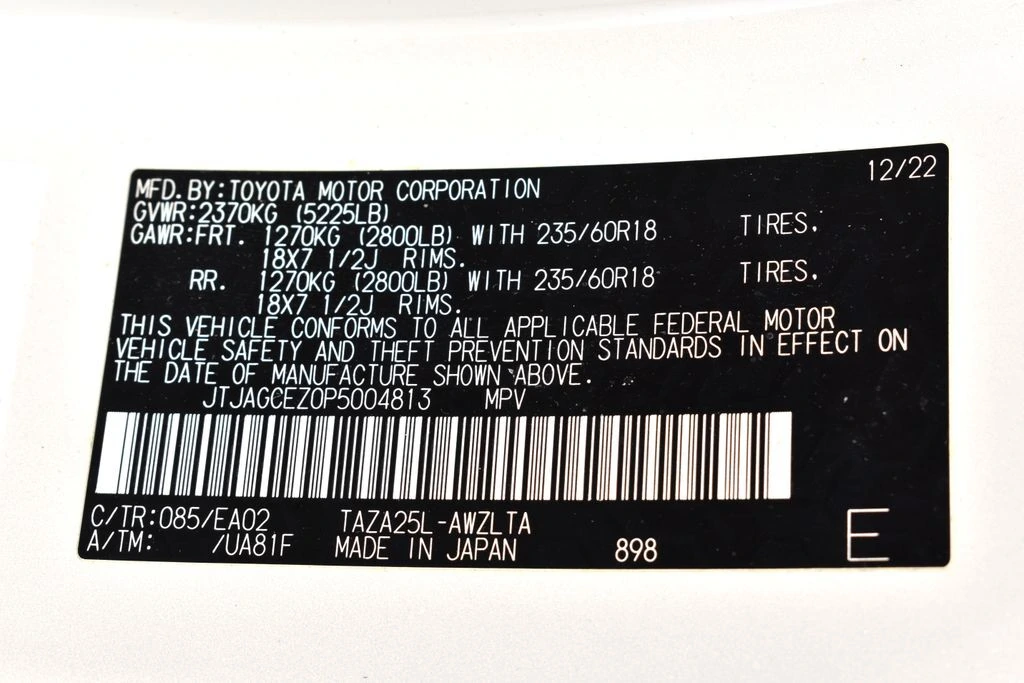 12/22
MFD.BY:TOYOTA MOTOR CORPORATION
GVWR:2370KG (5225LB)
GAWR:FRT. 1270KG (2800LB) WITH 235/60R18 TIRES,
18X7 1/2J RIMS.
RR. 1270KG (2800LB) WITH 235/60R18 TIRES,
18X7 1/2J RIMS.
THIS VEHICLE CONFORMS TO ALL APPLICABLE FEDERAL MOTOR
VEHICLE SAFETY AND THEFT PREVENTION STANDARDS IN EFFECT ON
THE DATE OF MANUFACTURE SHOWN ABOVE.
JTJAGCEZ0P5004813 MPV
C/TR:085/EA02 TAZA25L-AWZLTA
A/TM: /UA81F MADE IN JAPAN 898 E